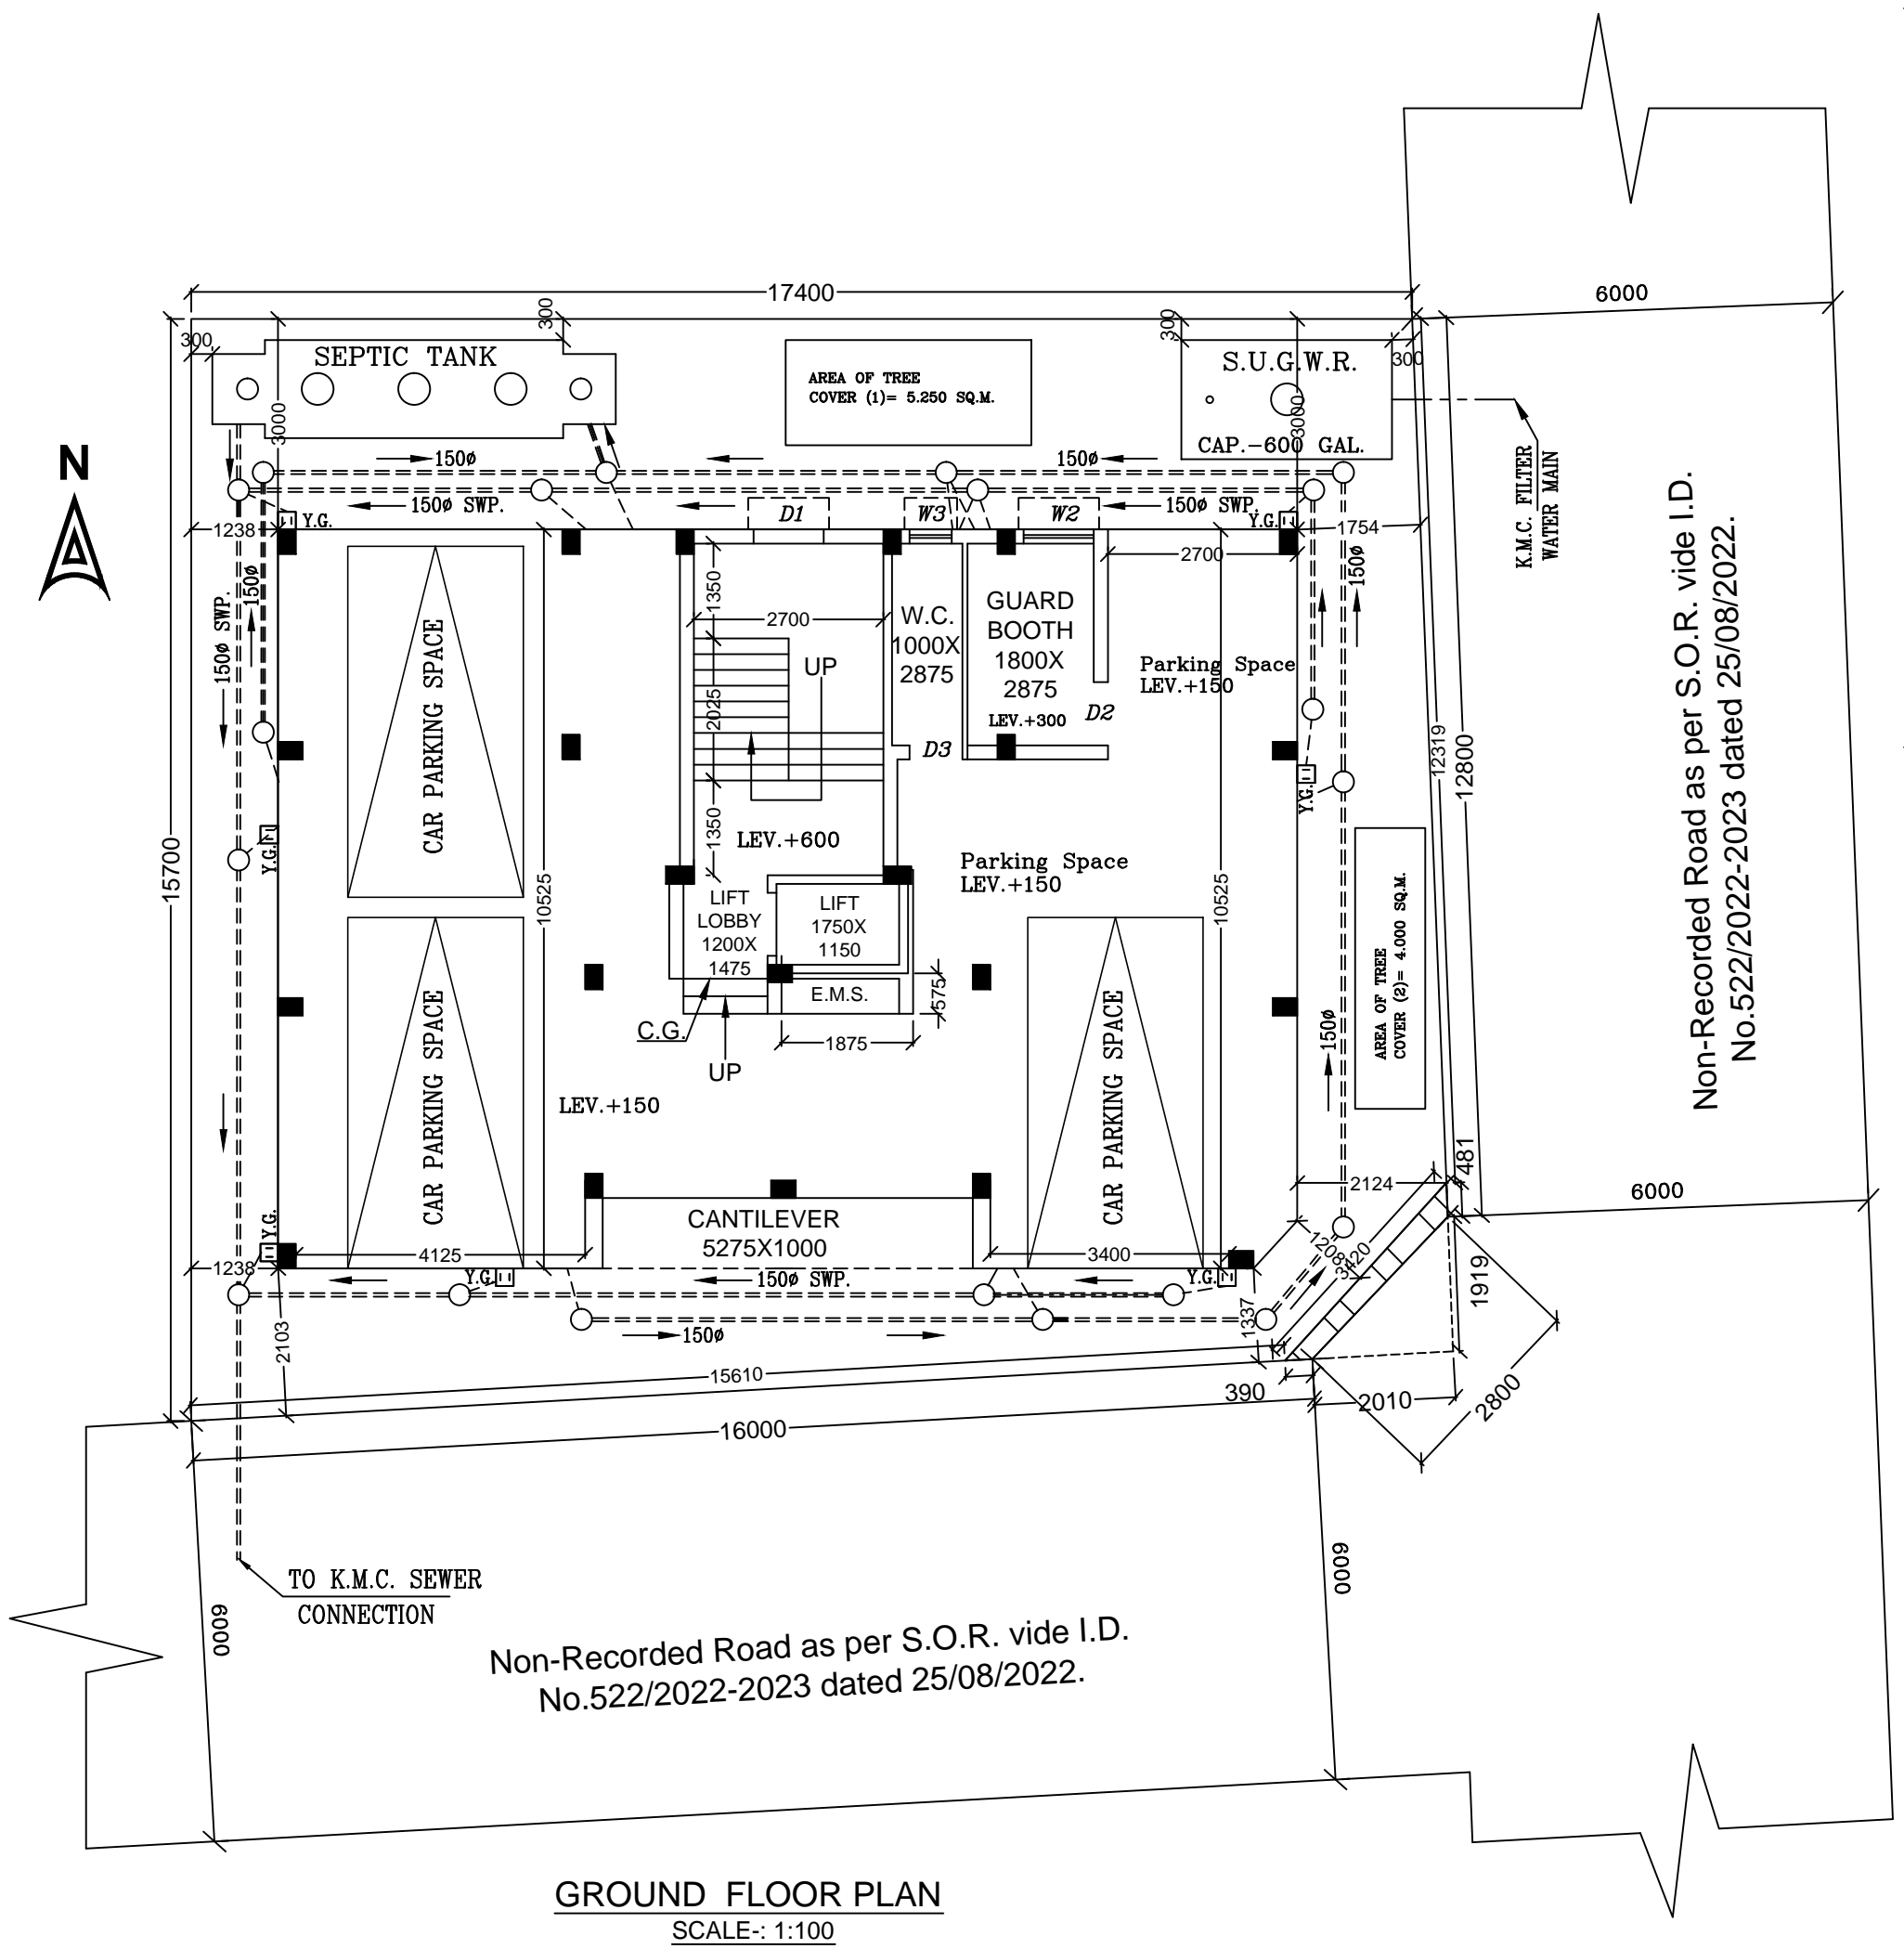 17400
6000
300
300
300
300
SEPTIC TANK
AREA OF TREE
COVER (1)= 5.250 SQ.M.
S.U.G.W.R.
CAP.-600 GAL.
3000
3000
N
K.M.C. FILTER
WATER MAIN
150ø
150ø
150ø SWP.
150ø SWP.
Y.G.
D1
W3
W2
Y.G.
1238
1754
2700
150ø SWP.
150ø
150ø
1350
2700
W.C.
1000X
2875
GUARD
BOOTH
1800X
2875
LEV.+300
UP
2025
D2
D3
Parking Space
LEV.+150
CAR PARKING SPACE
12319
12800
Non-Recorded Road as per S.O.R. vide I.D.
No.522/2022-2023 dated 25/08/2022.
Y.G.
Y.G.
15700
1350
LEV.+600
Parking Space
LEV.+150
10525
10525
LIFT
LOBBY
1200X
1475
LIFT
1750X
1150
E.M.S.
575
1875
C.G.
UP
AREA OF TREE
COVER (2)= 4.000 SQ.M.
150ø
CAR PARKING SPACE
CAR PARKING SPACE
LEV.+150
481
2124
6000
Y.G.
CANTILEVER
5275X1000
4125
3400
1208
3420
1919
1238
Y.G.
150ø SWP.
Y.G.
1337
2103
150ø
15610
390
2010
2800
16000
TO K.M.C. SEWER
CONNECTION
6000
6000
Non-Recorded Road as per S.O.R. vide I.D.
No.522/2022-2023 dated 25/08/2022.
GROUND FLOOR PLAN
SCALE-: 1:100